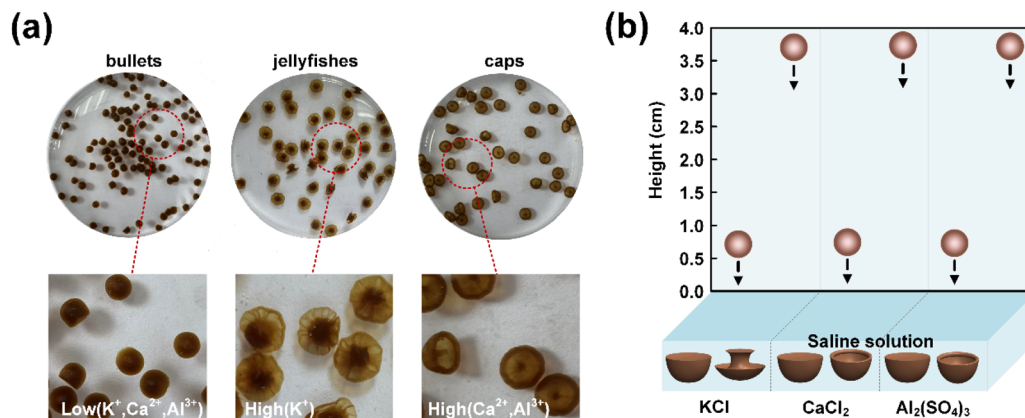 (a)
bullets
jellyfishes
caps
Low(K⁺,Ca²⁺,Al³⁺)
High(K⁺)
High(Ca²⁺,Al³⁺)
(b)
Height (cm)
4.0
3.5
3.0
2.5
2.0
1.5
1.0
0.5
0.0
Saline solution
KCl
CaCl₂
Al₂(SO₄)₃